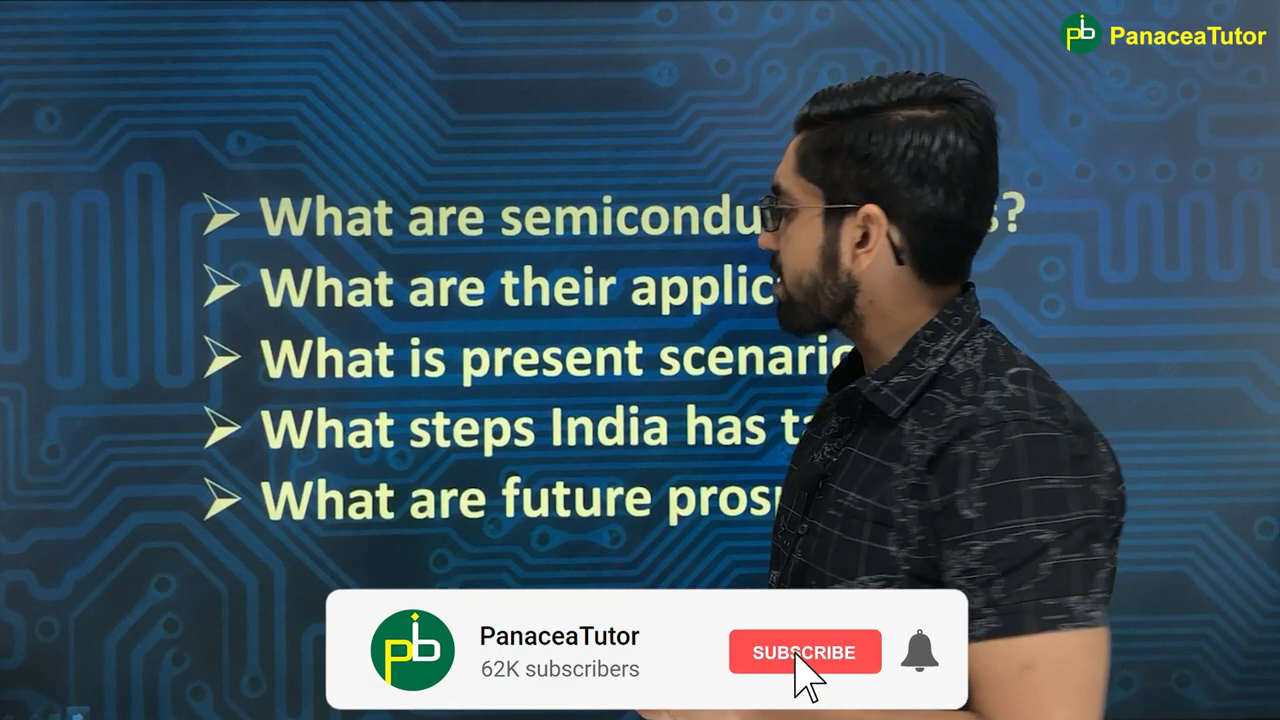 PanaceaTutor
What are semicondu s?
What are their applic
What is present scenario
What steps India has ta
What are future prosp
PanaceaTutor
62K subscribers
SUBSCRIBE